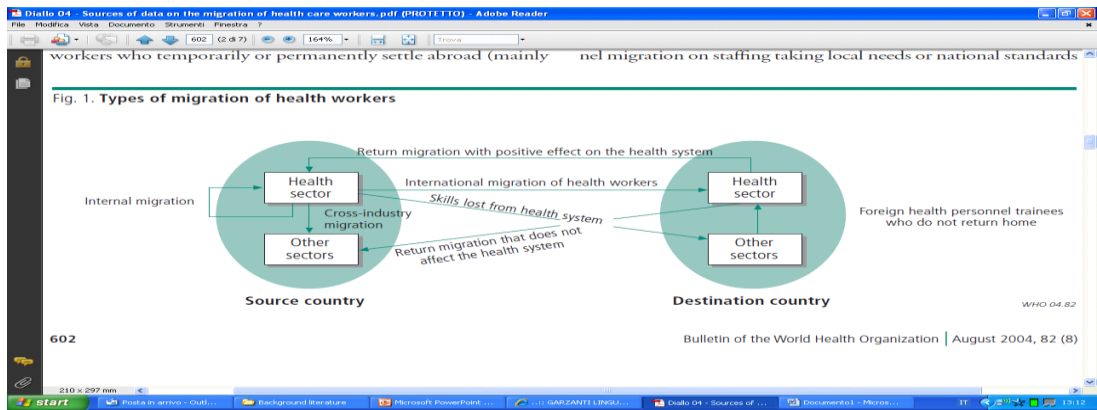 Diallo 04 - Sources of data on the migration of health care workers.pdf (PROTETTO) - Adobe Reader
File Modifica Vista Documento Strumenti Finestra ?
602 (2 di 7) 164% Trova
workers who temporarily or permanently settle abroad (mainly
nel migration on staffing taking local needs or national standards
Fig. 1. Types of migration of health workers
Return migration with positive effect on the health system
Health
sector
International migration of health workers
Health
sector
Internal migration
Skills lost from health system
Cross-industry
migration
Foreign health personnel trainees
who do not return home
Other
sectors
Return migration that does not
affect the health system
Other
sectors
Source country
Destination country
WHO 04.82
602
Bulletin of the World Health Organization | August 2004, 82 (8)
210 × 297 mm
start Posta in arrivo - Outl... Background literature Microsoft PowerPoint ... ..:: GARZANTI LINGU... Diallo 04 - Sources of ... Documento1 - Micros... IT 13:12